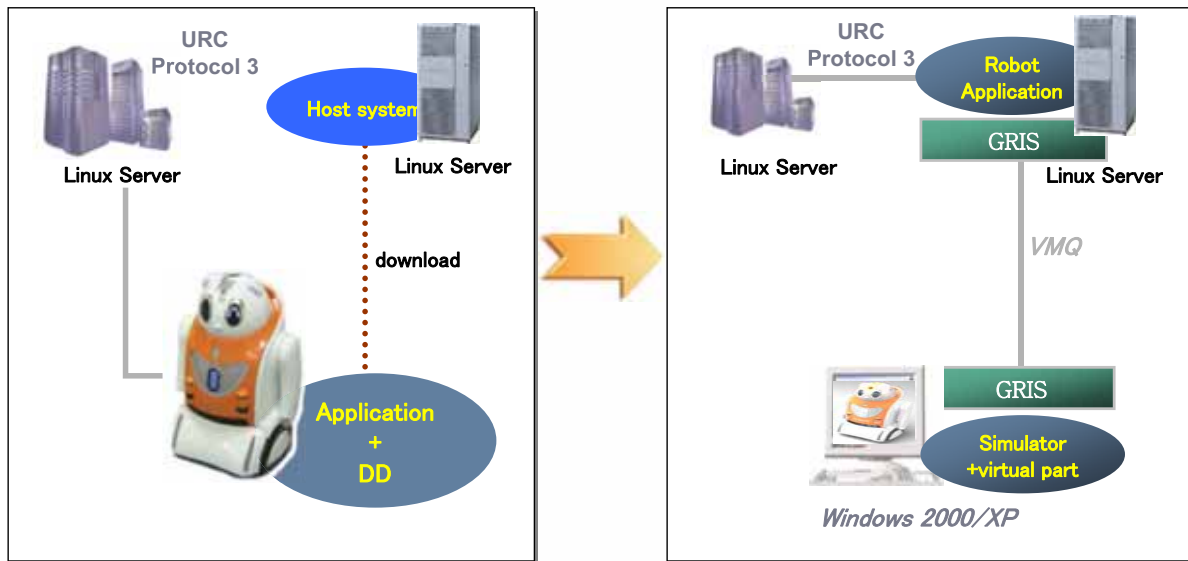 URC
Protocol 3
Host system
Linux Server
Linux Server
download
Application
+
DD
URC
Protocol 3
Robot
Application
GRIS
Linux Server
Linux Server
VMQ
GRIS
Simulator
+virtual part
Windows 2000/XP